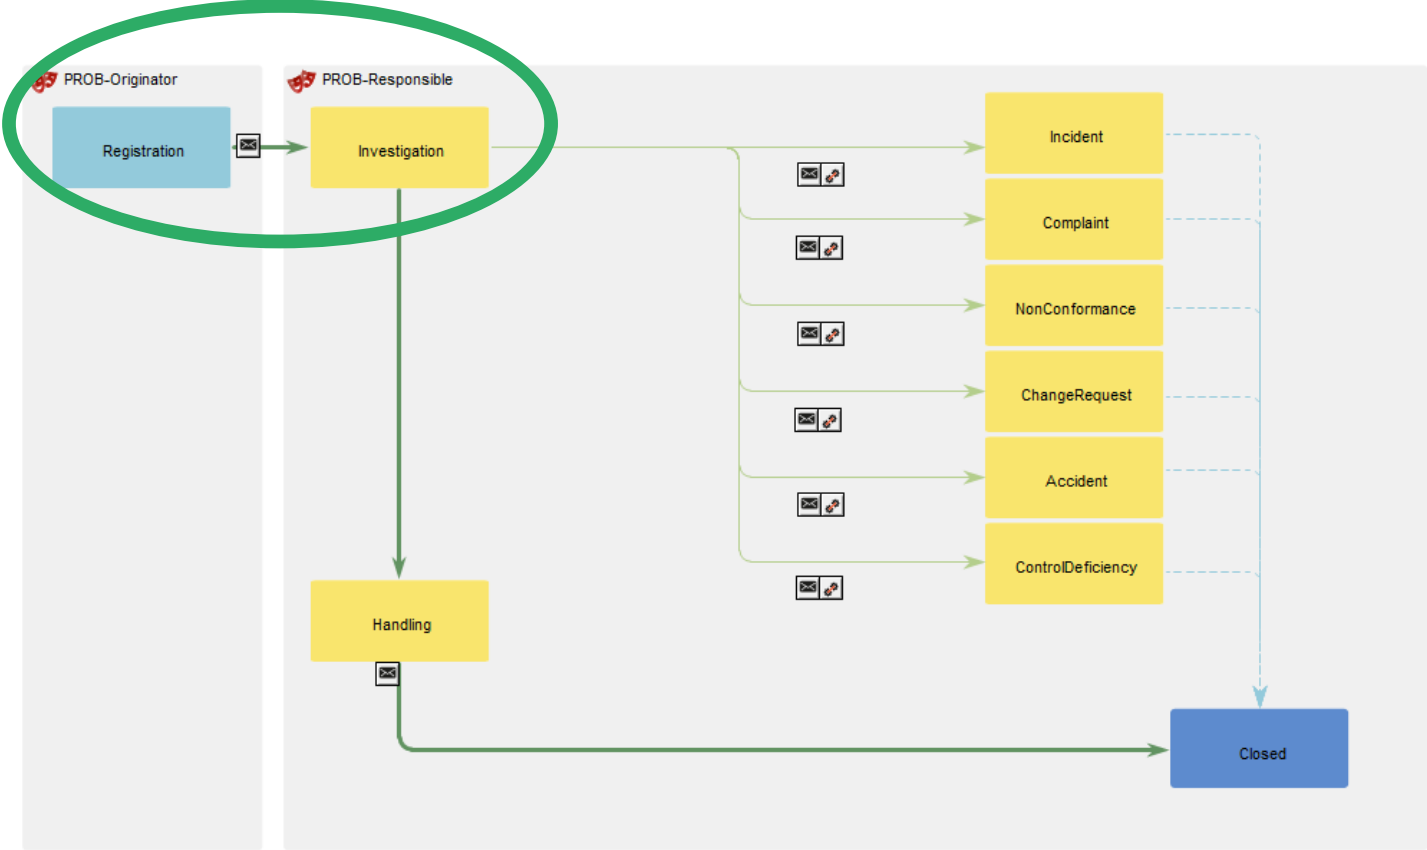 PROB-Originator
PROB-Responsible
Registration
Investigation
Incident
Complaint
NonConformance
ChangeRequest
Accident
ControlDeficiency
Handling
Closed